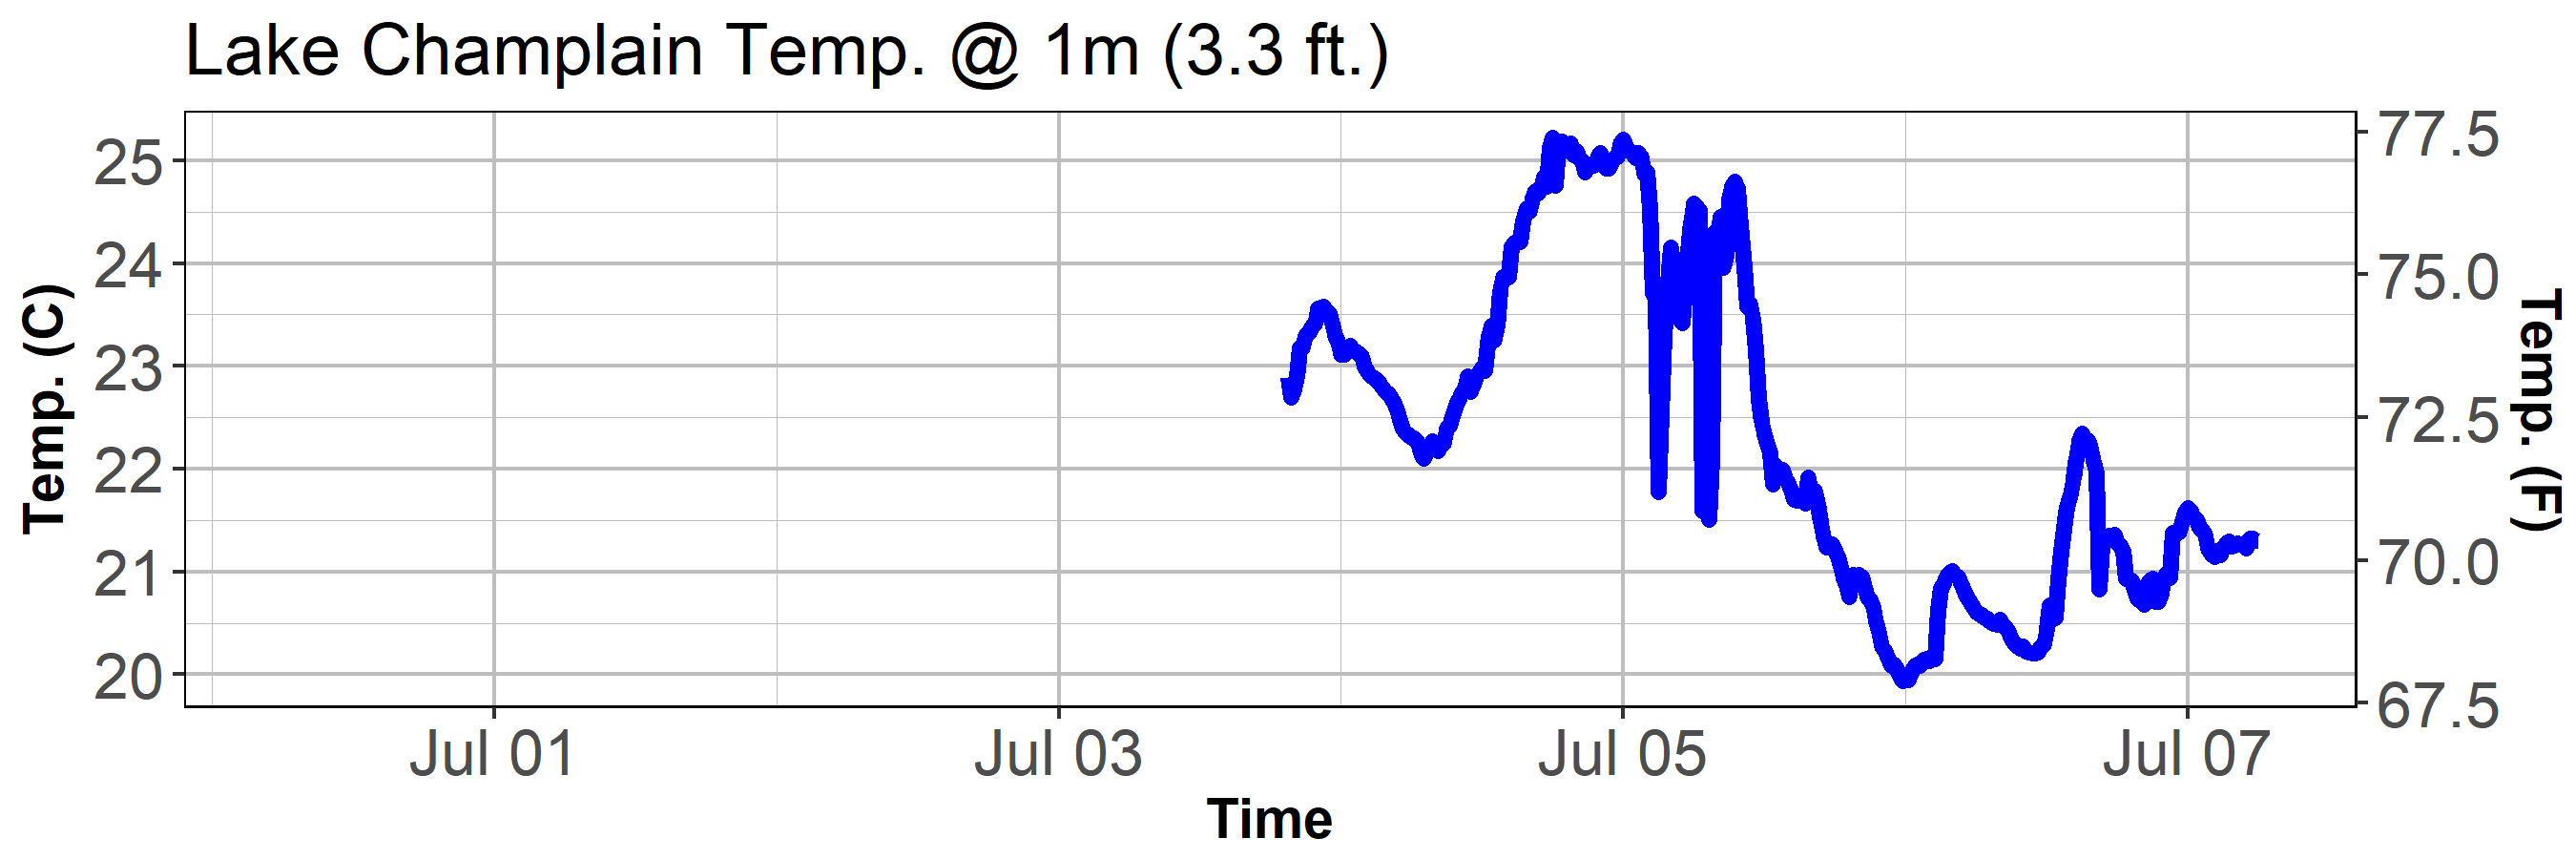 Lake Champlain Temp. @ 1m (3.3 ft.)
Temp. (C)
25
24
23
22
21
20
77.5
75.0
72.5
70.0
67.5
Temp. (F)
Jul 01 Jul 03 Jul 05 Jul 07
Time